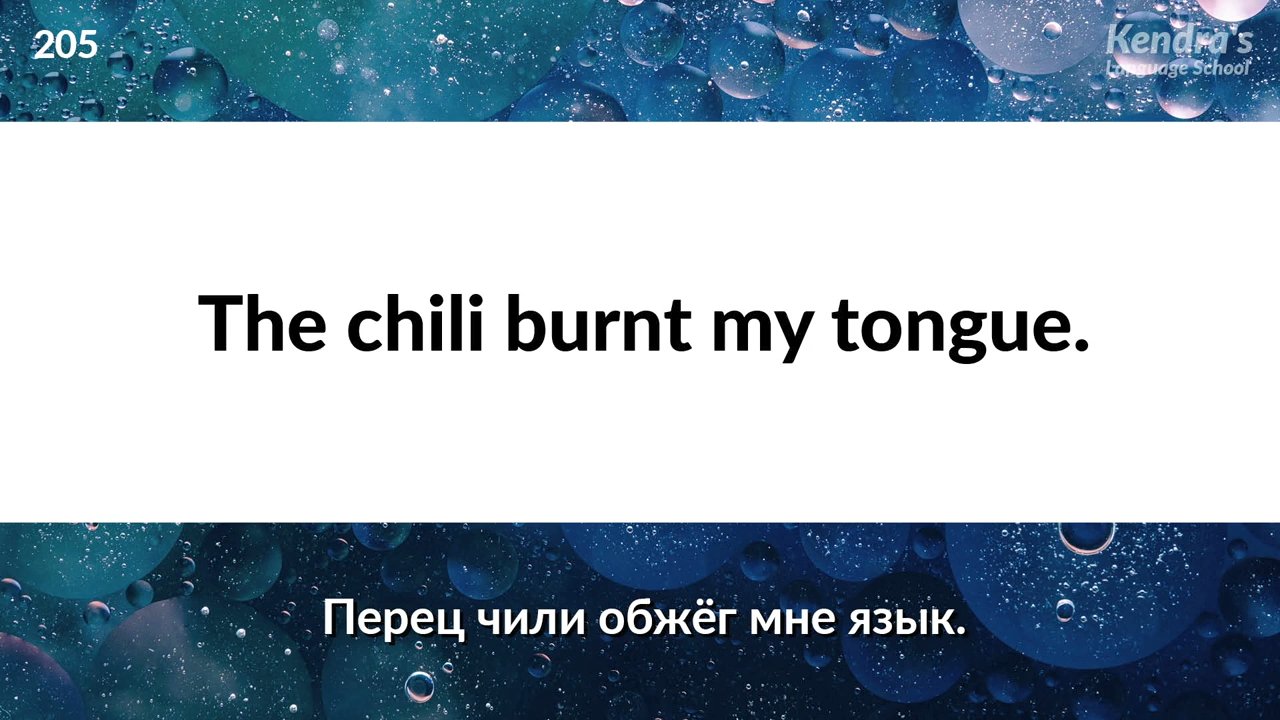 205
Kendra's
Language School
The chili burnt my tongue.
Перец чили обжёг мне язык.